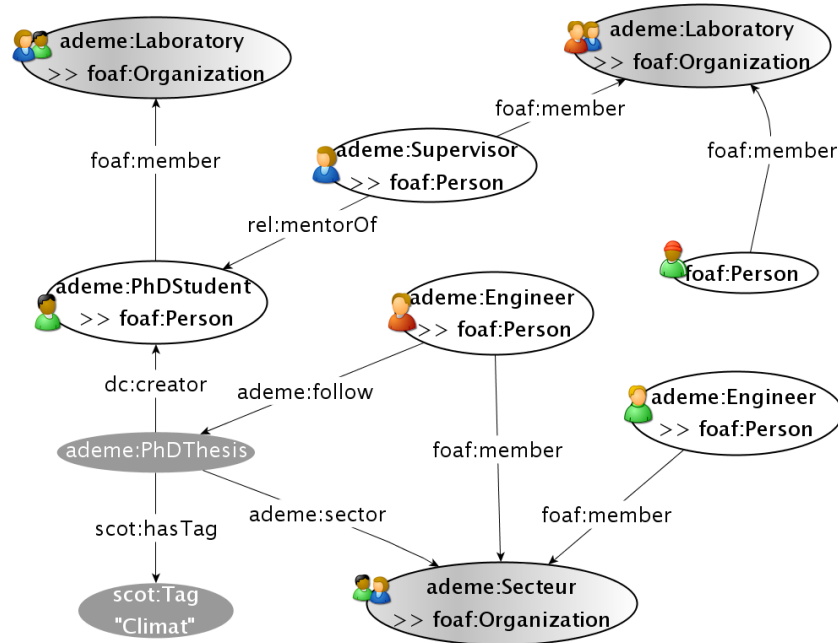 ademe:Laboratory
>> foaf:Organization
ademe:Laboratory
>> foaf:Organization
foaf:member
foaf:member
foaf:member
ademe:Supervisor
>> foaf:Person
rel:mentorOf
foaf:Person
ademe:PhDStudent
>> foaf:Person
ademe:Engineer
>> foaf:Person
dc:creator
ademe:follow
ademe:Engineer
>> foaf:Person
ademe:PhDThesis
foaf:member
scot:hasTag
ademe:sector
foaf:member
scot:Tag
"Climat"
ademe:Secteur
>> foaf:Organization